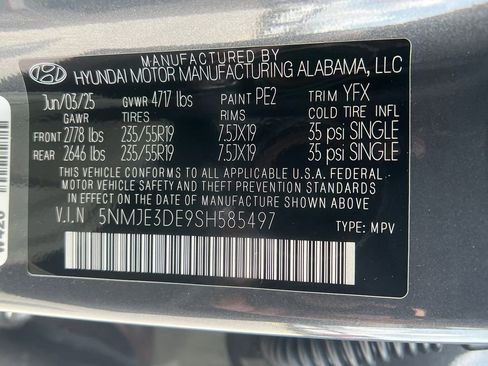 MANUFACTURED BY
HYUNDAI MOTOR MANUFACTURING ALABAMA, LLC
Jun/03/25 GVWR 4717 lbs PAINT PE2 TRIM YFX
GAWR TIRES RIMS COLD TIRE INFL
FRONT 2778 lbs 235/55R19 7.5JX19 35 psi SINGLE
REAR 2646 lbs 235/55R19 7.5JX19 35 psi SINGLE
THIS VEHICLE CONFORMS TO ALL APPLICABLE U.S.A. FEDERAL
MOTOR VEHICLE SAFETY AND THEFT PREVENTION STANDARDS
IN EFFECT ON THE DATE OF MANUFACTURE SHOWN ABOVE.
V.I.N 5NMJE3DE9SH585497 TYPE: MPV